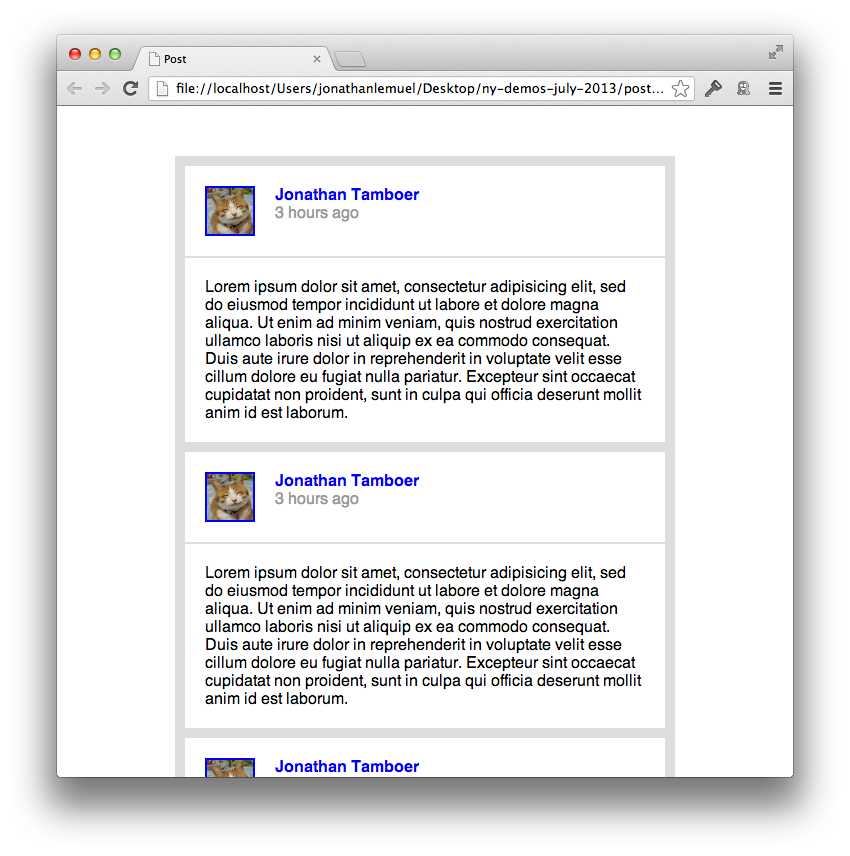 Post
file://localhost/Users/jonathanlemuel/Desktop/ny-demos-july-2013/post...
Jonathan Tamboer
3 hours ago
Lorem ipsum dolor sit amet, consectetur adipisicing elit, sed
do eiusmod tempor incididunt ut labore et dolore magna
aliqua. Ut enim ad minim veniam, quis nostrud exercitation
ullamco laboris nisi ut aliquip ex ea commodo consequat.
Duis aute irure dolor in reprehenderit in voluptate velit esse
cillum dolore eu fugiat nulla pariatur. Excepteur sint occaecat
cupidatat non proident, sunt in culpa qui officia deserunt mollit
anim id est laborum.
Jonathan Tamboer
3 hours ago
Lorem ipsum dolor sit amet, consectetur adipisicing elit, sed
do eiusmod tempor incididunt ut labore et dolore magna
aliqua. Ut enim ad minim veniam, quis nostrud exercitation
ullamco laboris nisi ut aliquip ex ea commodo consequat.
Duis aute irure dolor in reprehenderit in voluptate velit esse
cillum dolore eu fugiat nulla pariatur. Excepteur sint occaecat
cupidatat non proident, sunt in culpa qui officia deserunt mollit
anim id est laborum.
Jonathan Tamboer